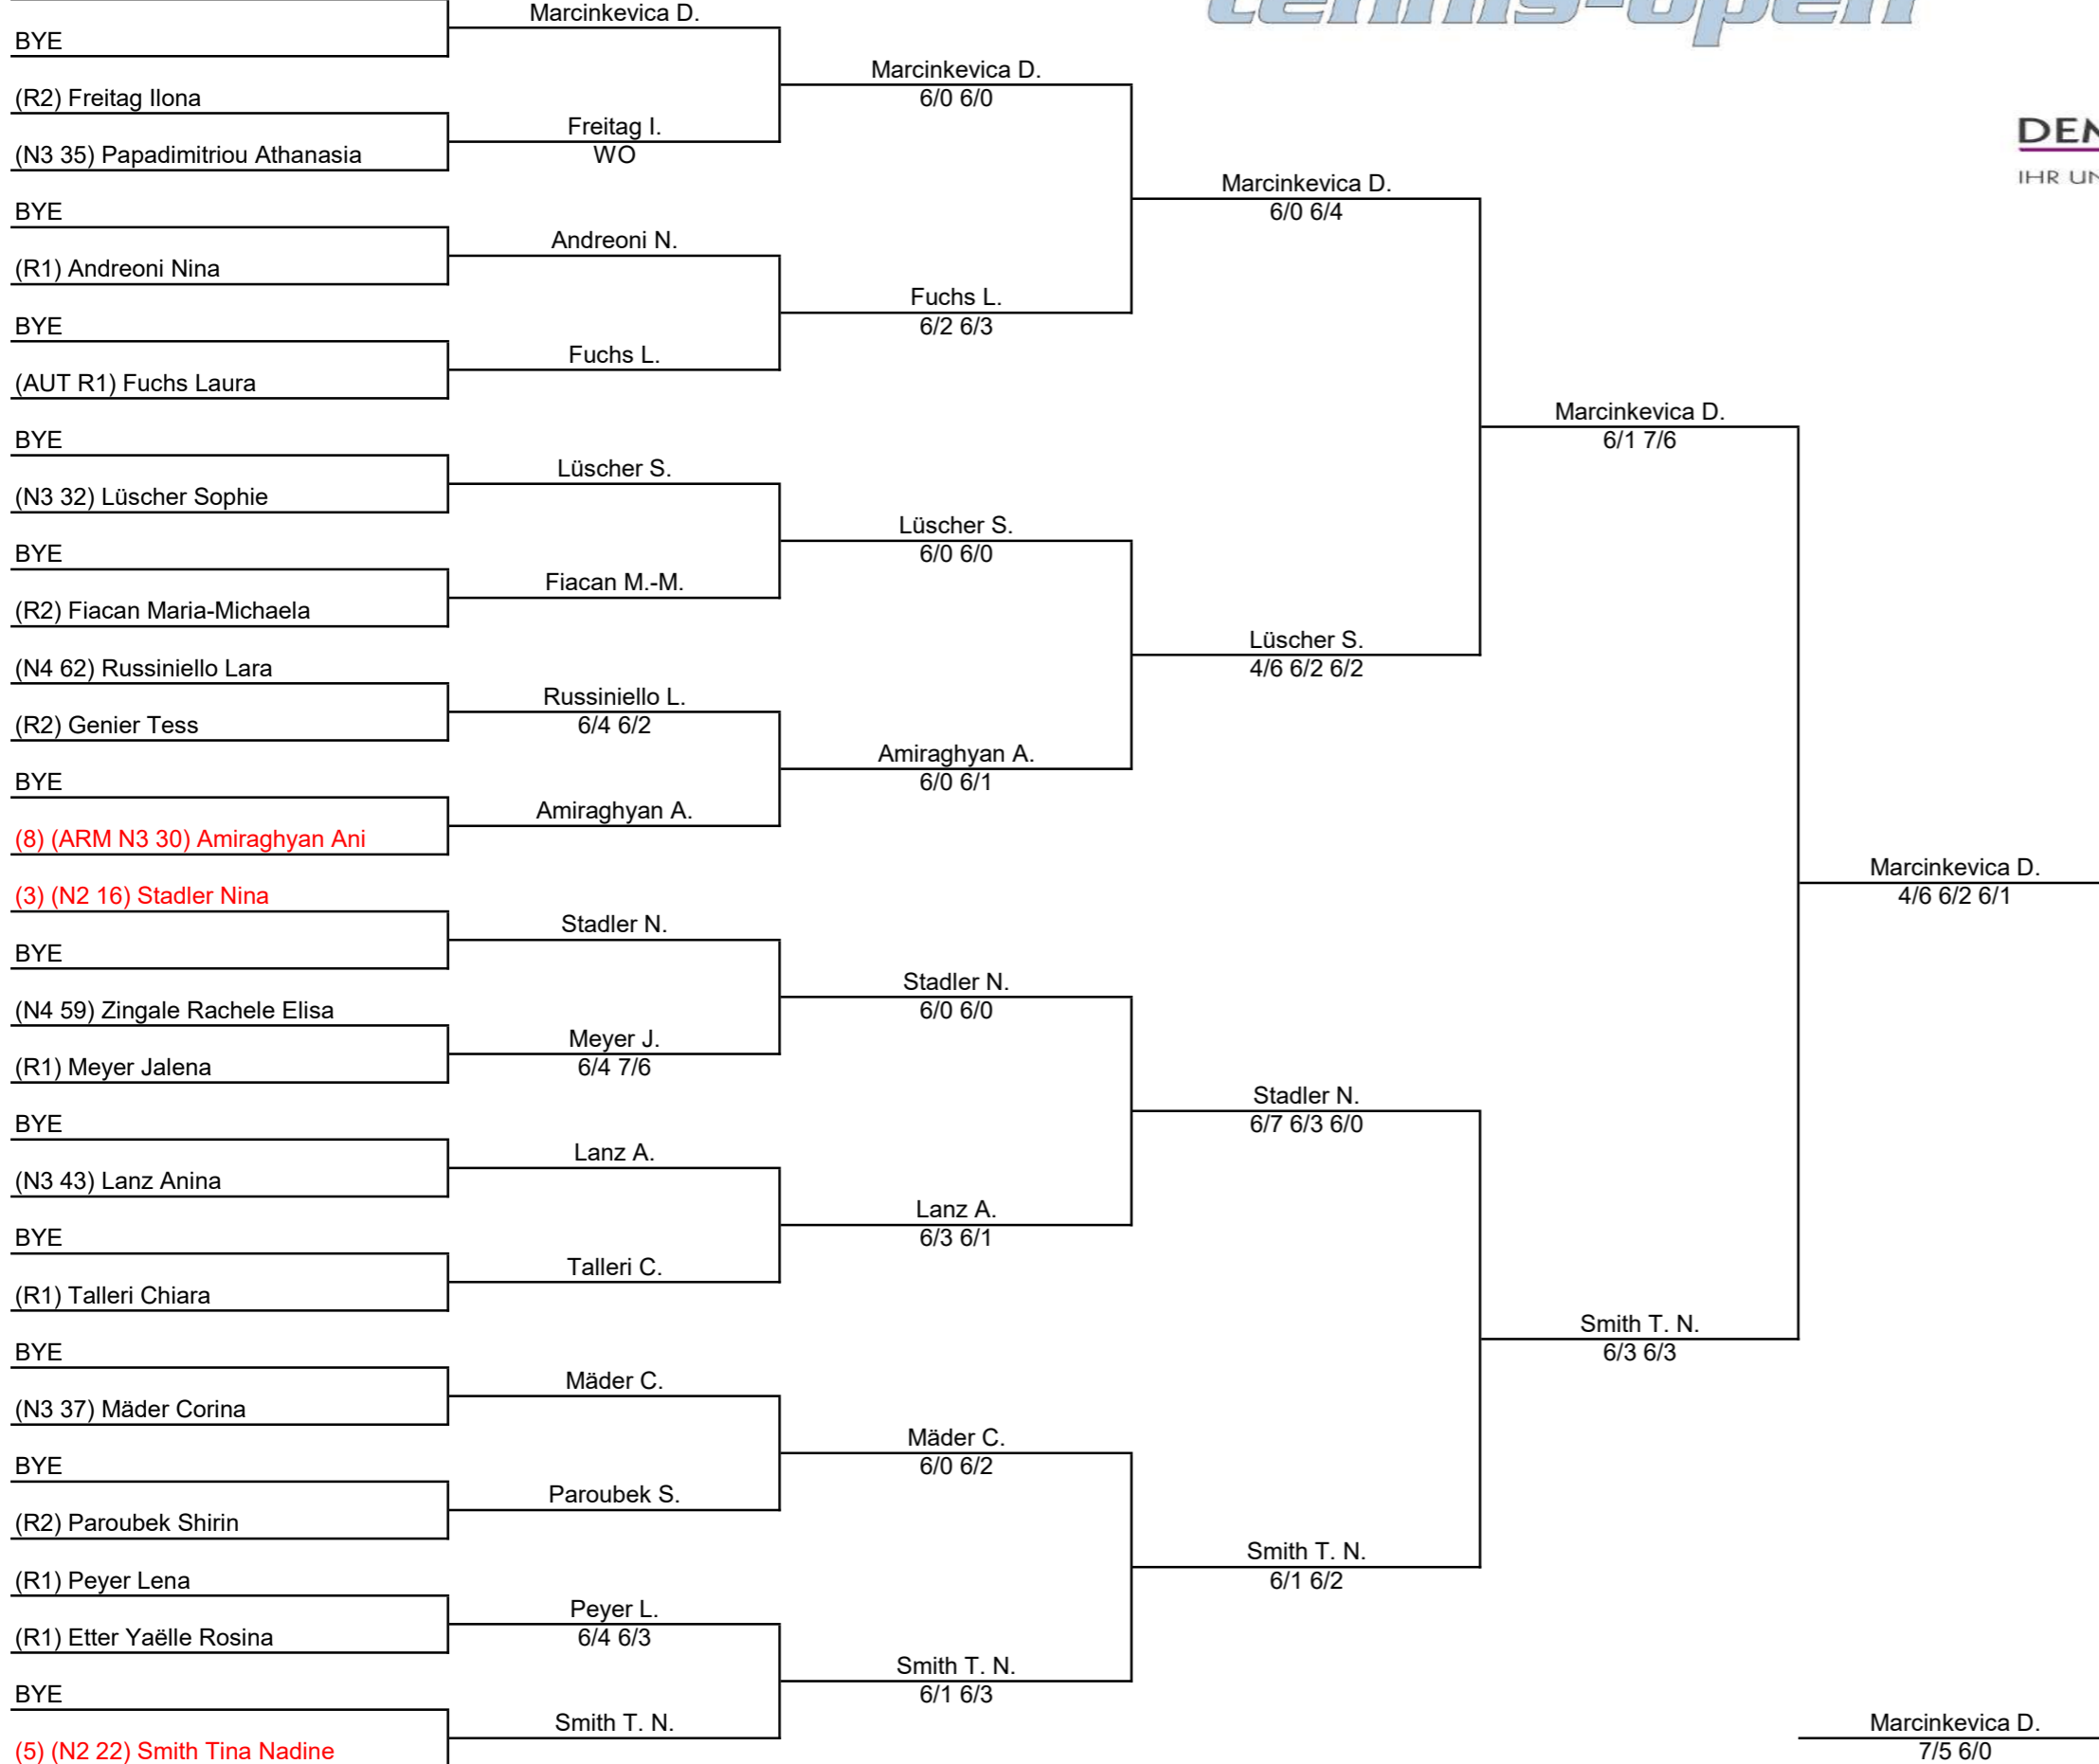 tennis-open
Marcinkevica D.
BYE
Marcinkevica D.
6/0 6/0
(R2) Freitag Ilona
Freitag I.
WO
(N3 35) Papadimitriou Athanasia
Marcinkevica D.
6/0 6/4
BYE
Andreoni N.
(R1) Andreoni Nina
Fuchs L.
6/2 6/3
BYE
Fuchs L.
(AUT R1) Fuchs Laura
Marcinkevica D.
6/1 7/6
BYE
Lüscher S.
(N3 32) Lüscher Sophie
Lüscher S.
6/0 6/0
BYE
Fiacan M.-M.
(R2) Fiacan Maria-Michaela
Lüscher S.
4/6 6/2 6/2
(N4 62) Russiniello Lara
Russiniello L.
6/4 6/2
(R2) Genier Tess
Amiraghyan A.
6/0 6/1
BYE
Amiraghyan A.
(8) (ARM N3 30) Amiraghyan Ani
Marcinkevica D.
4/6 6/2 6/1
(3) (N2 16) Stadler Nina
Stadler N.
BYE
Stadler N.
6/0 6/0
(N4 59) Zingale Rachele Elisa
Meyer J.
6/4 7/6
(R1) Meyer Jalena
Stadler N.
6/7 6/3 6/0
BYE
Lanz A.
(N3 43) Lanz Anina
Lanz A.
6/3 6/1
BYE
Talleri C.
(R1) Talleri Chiara
Smith T. N.
6/3 6/3
BYE
Mäder C.
(N3 37) Mäder Corina
Mäder C.
6/0 6/2
BYE
Paroubek S.
(R2) Paroubek Shirin
Smith T. N.
6/1 6/2
(R1) Peyer Lena
Peyer L.
6/4 6/3
(R1) Etter Yaëlle Rosina
Smith T. N.
6/1 6/3
BYE
Smith T. N.
(5) (N2 22) Smith Tina Nadine
Marcinkevica D.
7/5 6/0